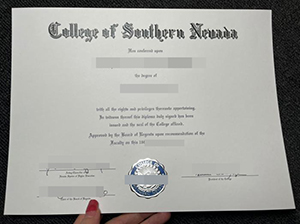 College of Southern Nevada
Has conferred upon
the degree of
with all the rights and privileges thereunto appertaining.
In witness thereof this diploma duly signed has been
issued and the seal of the College affixed.
Approved by the Board of Regents upon recommendation of the
Faculty on this